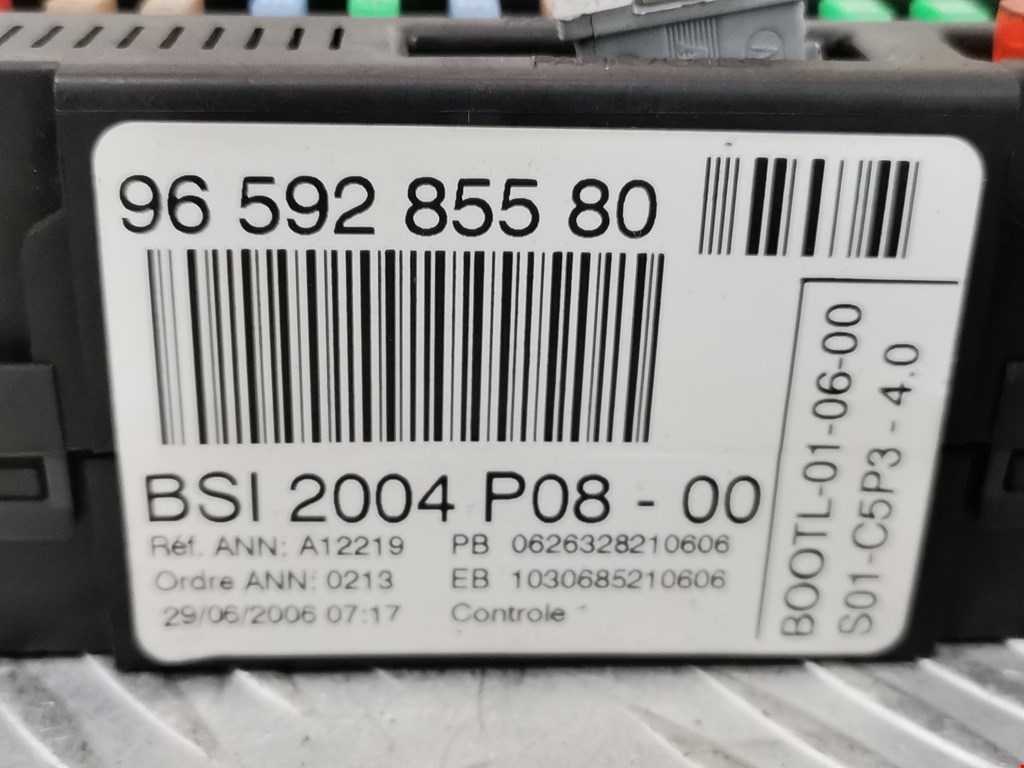 96 592 855 80
BSI 2004 P08 - 00
Réf. ANN: A12219 PB 0626328210606
Ordre ANN: 0213 EB 1030685210606
29/06/2006 07:17 Controle
BOOTL-01-06-00
S01-C5P3 - 4.0